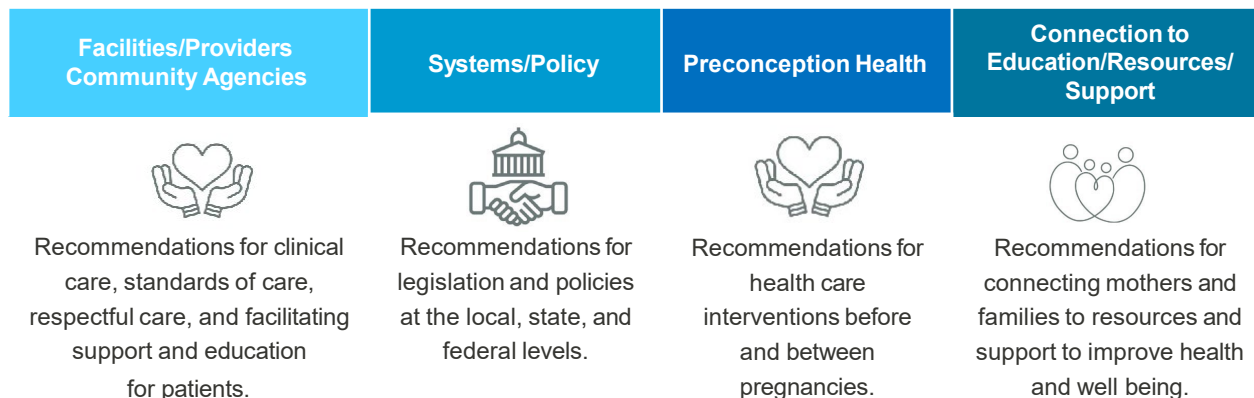 Facilities/Providers
Community Agencies
Systems/Policy
Preconception Health
Connection to
Education/Resources/
Support
Recommendations for clinical
care, standards of care,
respectful care, and facilitating
support and education
for patients.
Recommendations for
legislation and policies
at the local, state, and
federal levels.
Recommendations for
health care
interventions before
and between
pregnancies.
Recommendations for
connecting mothers and
families to resources and
support to improve health
and well being.